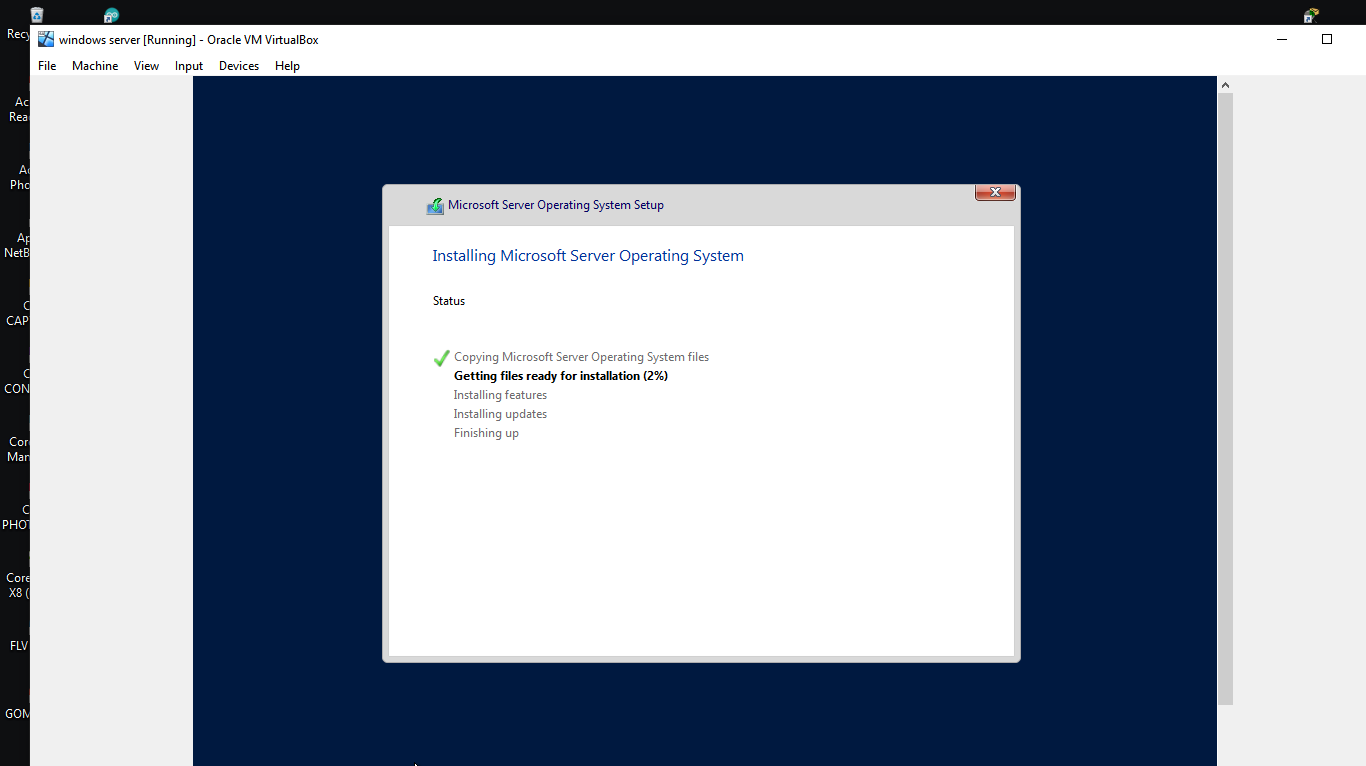 Recy
windows server [Running] - Oracle VM VirtualBox
File Machine View Input Devices Help
Ac
Rea
Ac
Pho
Ap
NetB
C
CAP
C
CON
Cor
Man
C
PHOT
Core
X8 (
FLV
GOM
Microsoft Server Operating System Setup
Installing Microsoft Server Operating System
Status
Copying Microsoft Server Operating System files
Getting files ready for installation (2%)
Installing features
Installing updates
Finishing up